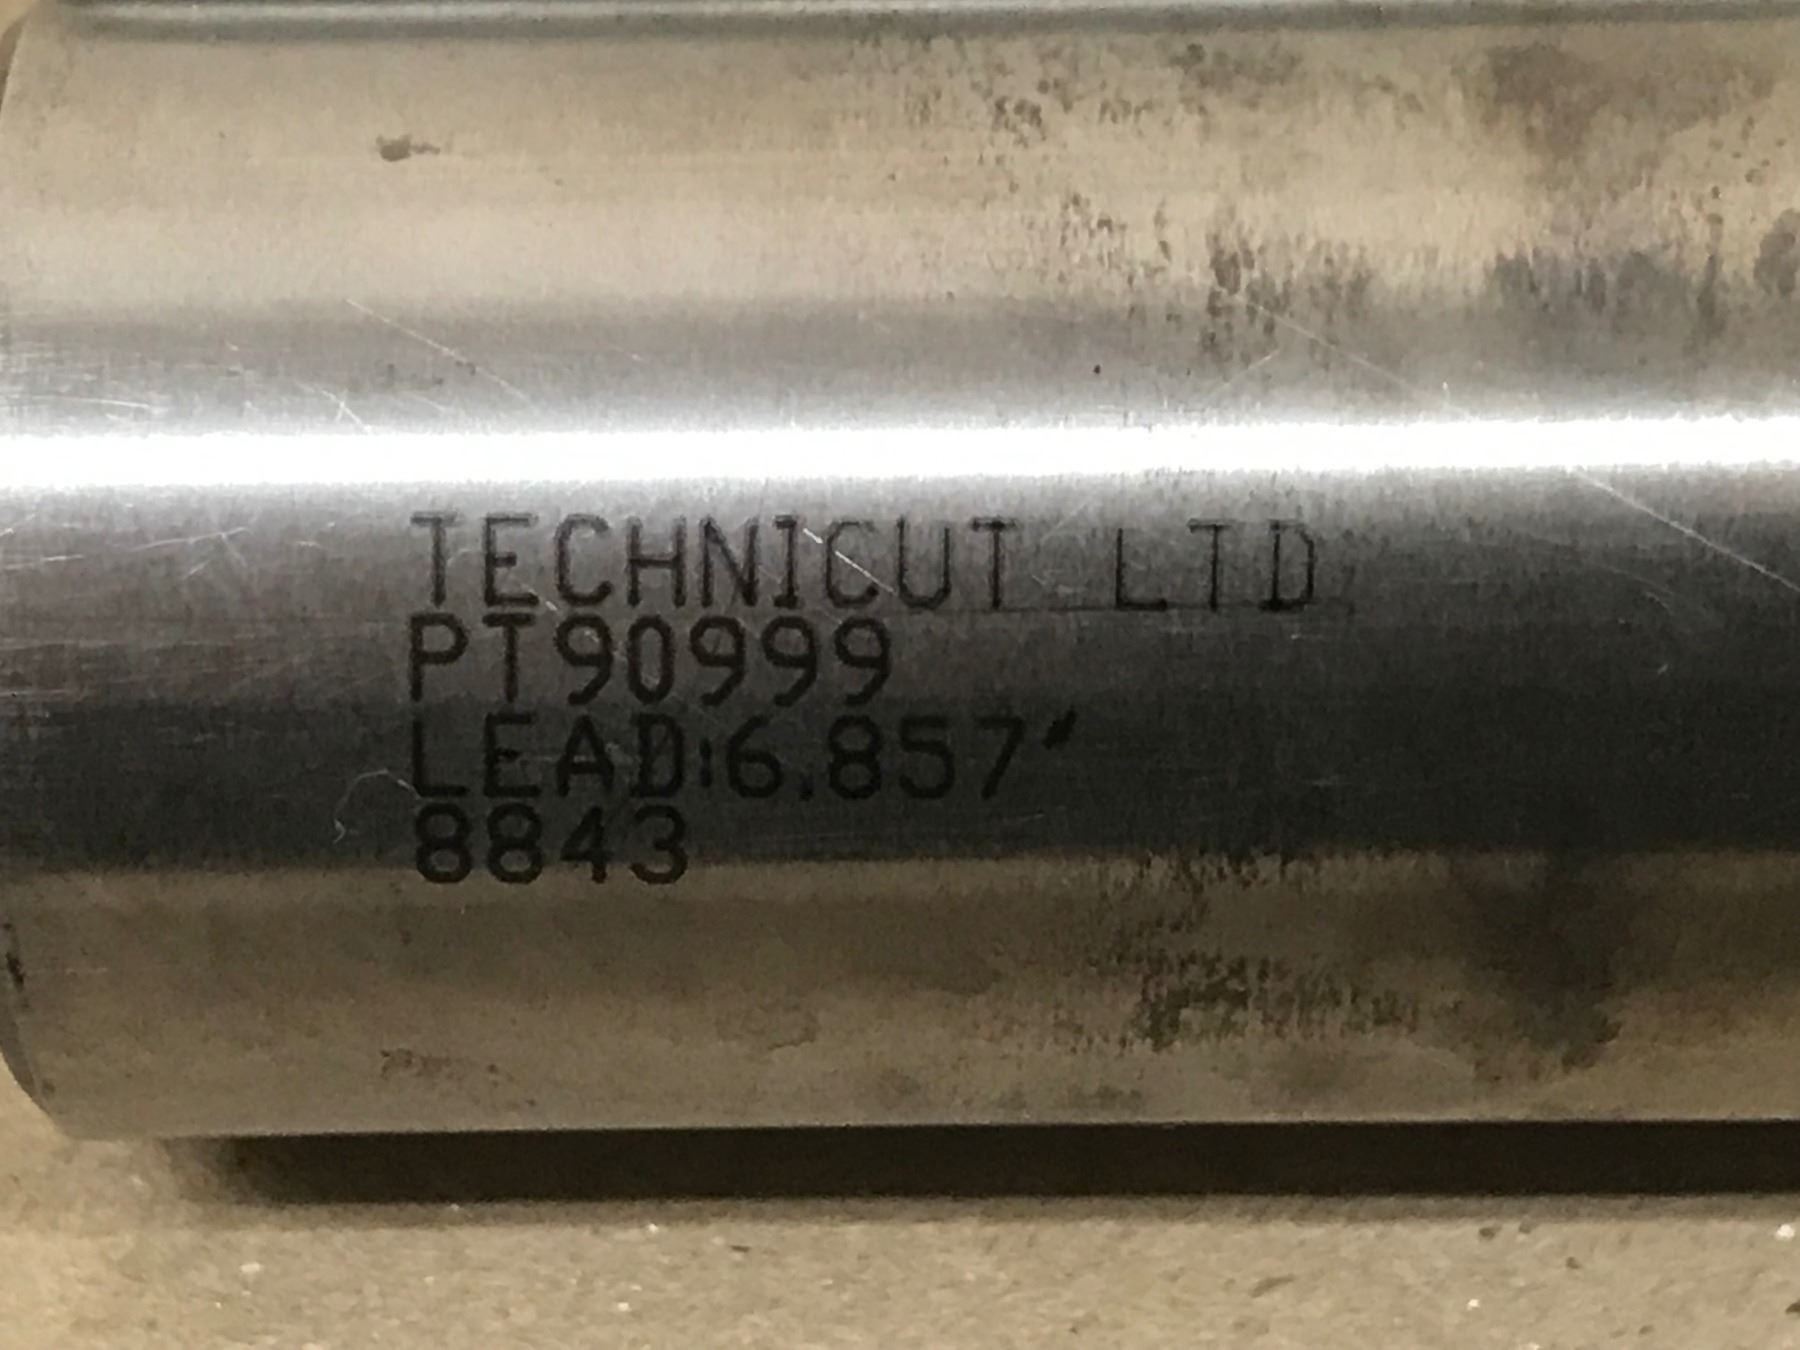 TECHNICUT LTD
PT90999
LEAD:6.857"
8843